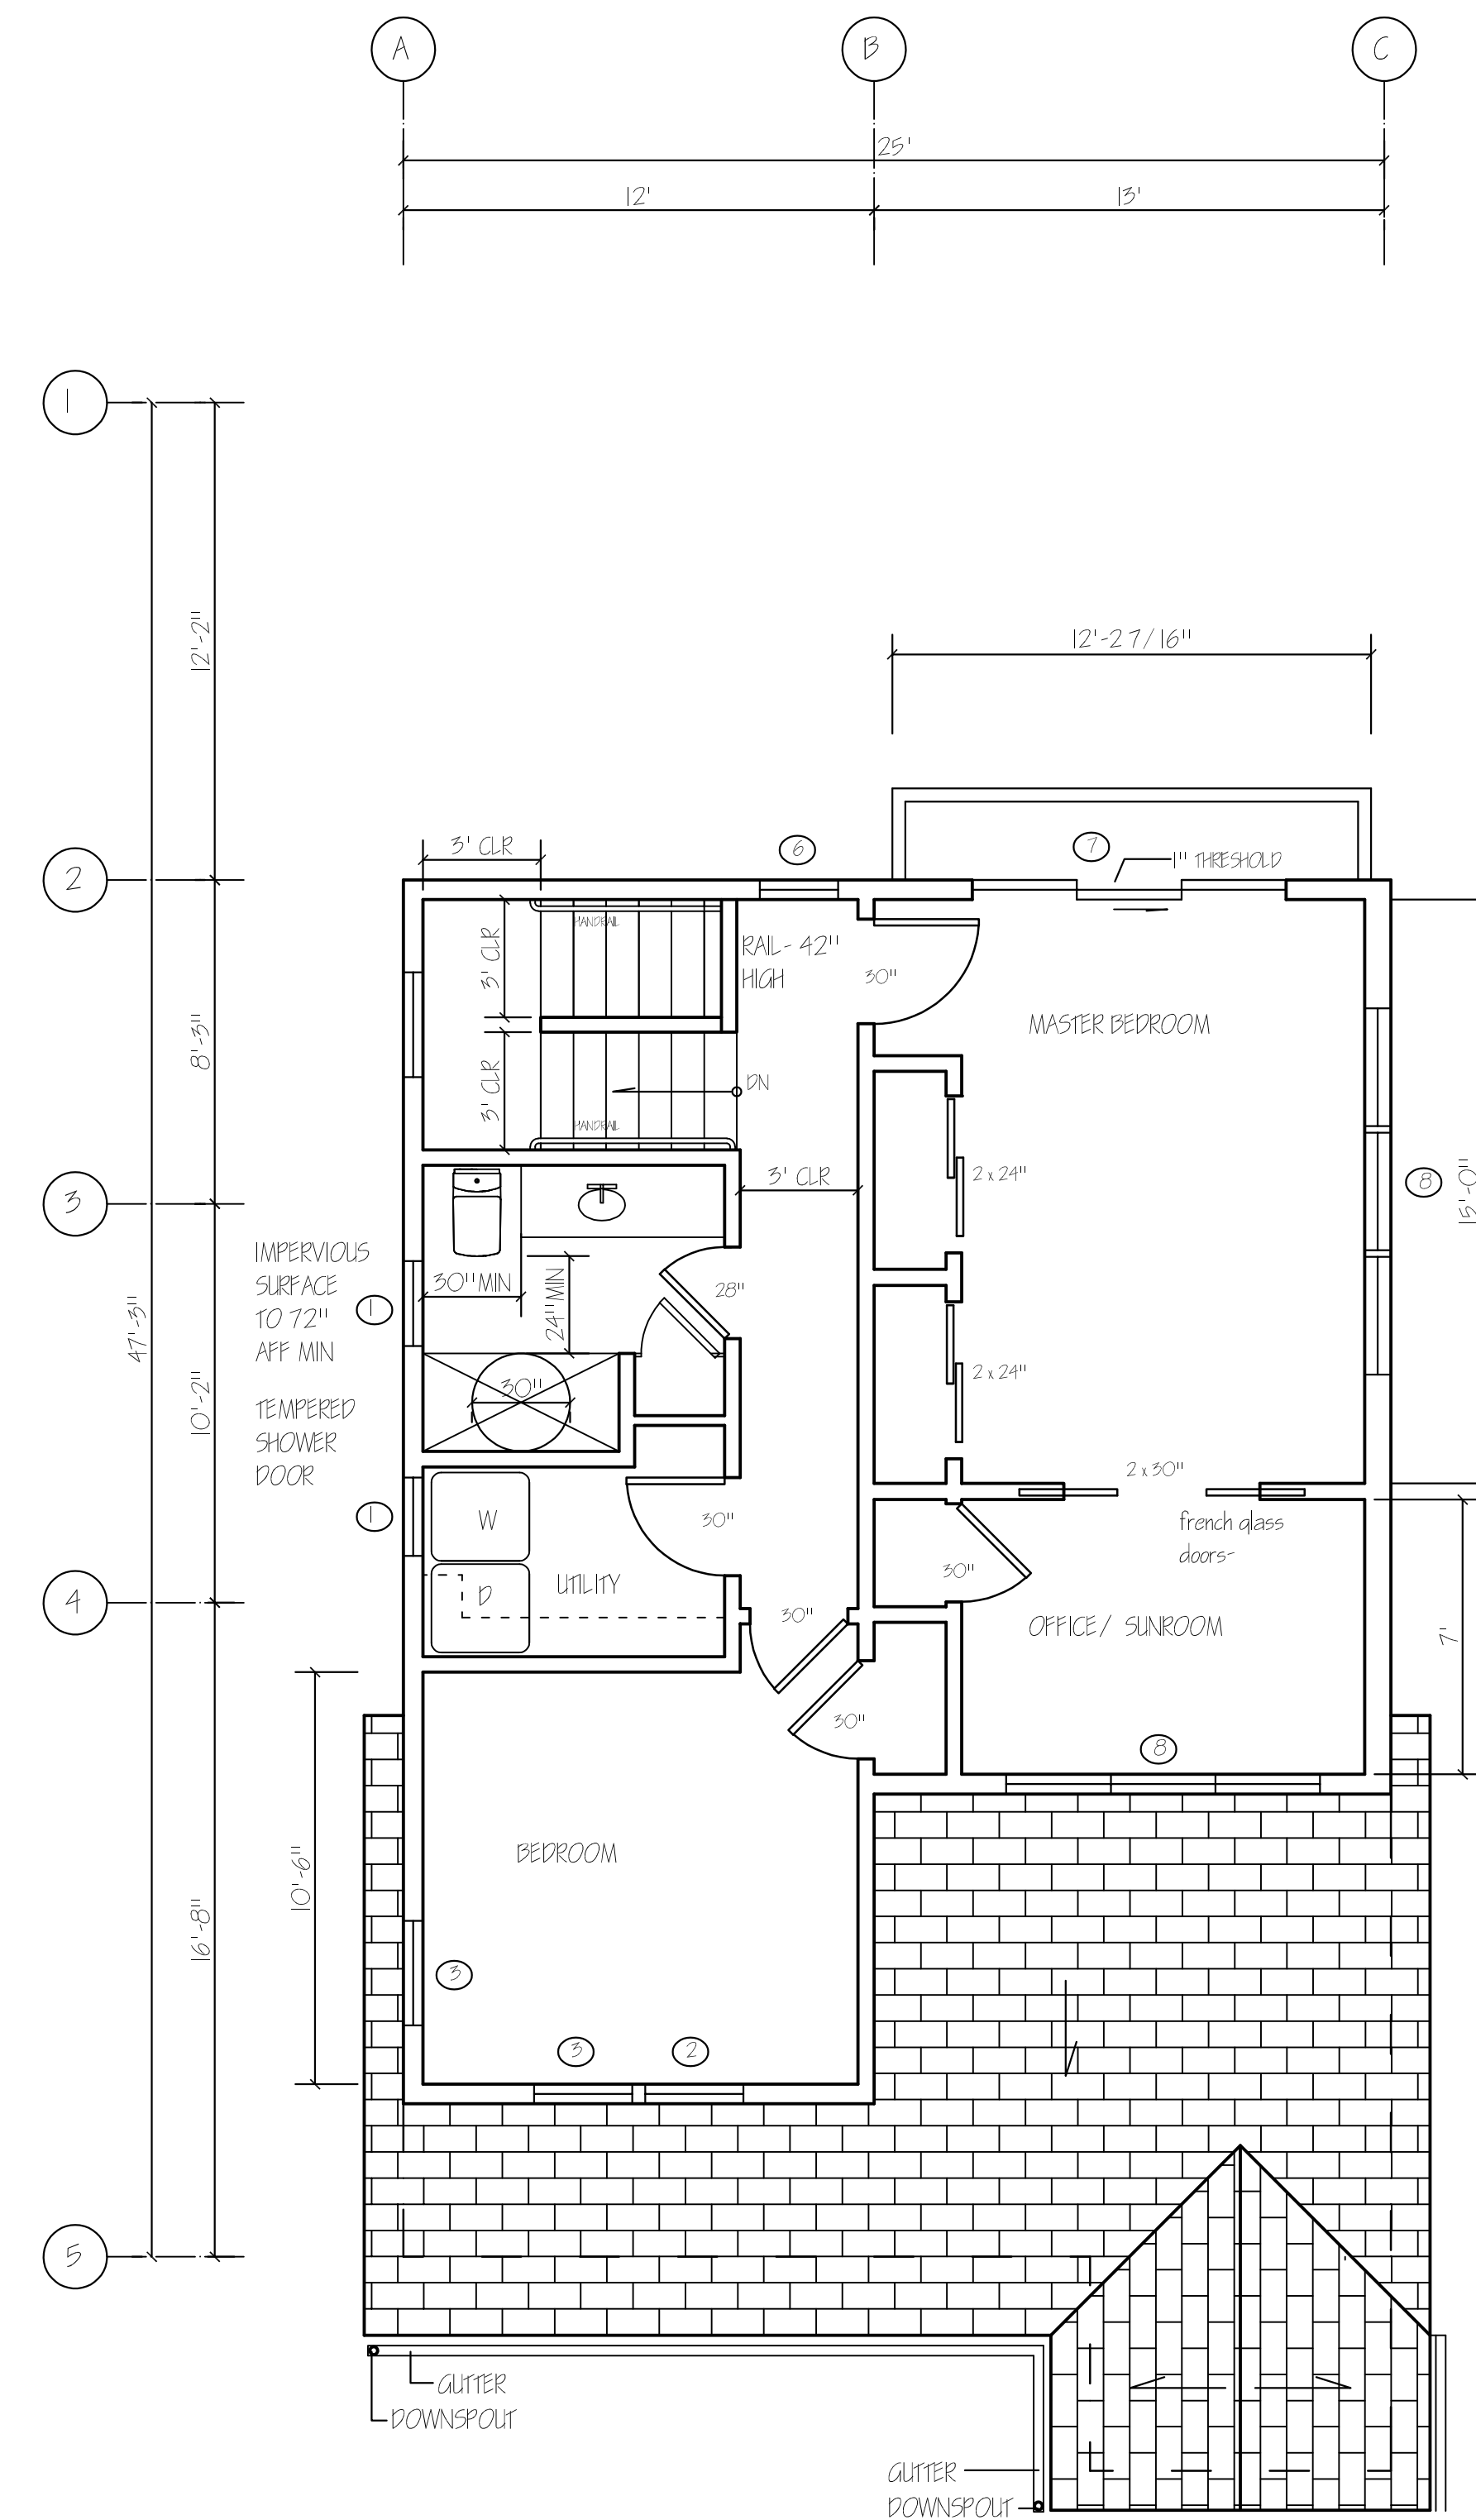 A B C
25'
12' 13'
1
12'-2"
12'-2 7/16"
3' CLR
6
7
1" THRESHOLD
2
HANDRAIL
3' CLR
RAIL- 42"
HIGH
30"
MASTER BEDROOM
8'-3"
3' CLR
DN
HANDRAIL
3' CLR
2 x 24"
8
15'-0"
3
IMPERVIOUS
SURFACE
TO 72"
AFF MIN
1
30"MIN
24"MIN
28"
47'-3"
10'-2"
30"
2 x 24"
TEMPERED
SHOWER
DOOR
2 x 30"
1
W
30"
french glass
doors-
D
UTILITY
30"
30"
OFFICE/ SUNROOM
7'
4
30"
8
10'-6"
BEDROOM
16'-8"
3
3
2
5
GUTTER
DOWNSPOUT
GUTTER
DOWNSPOUT